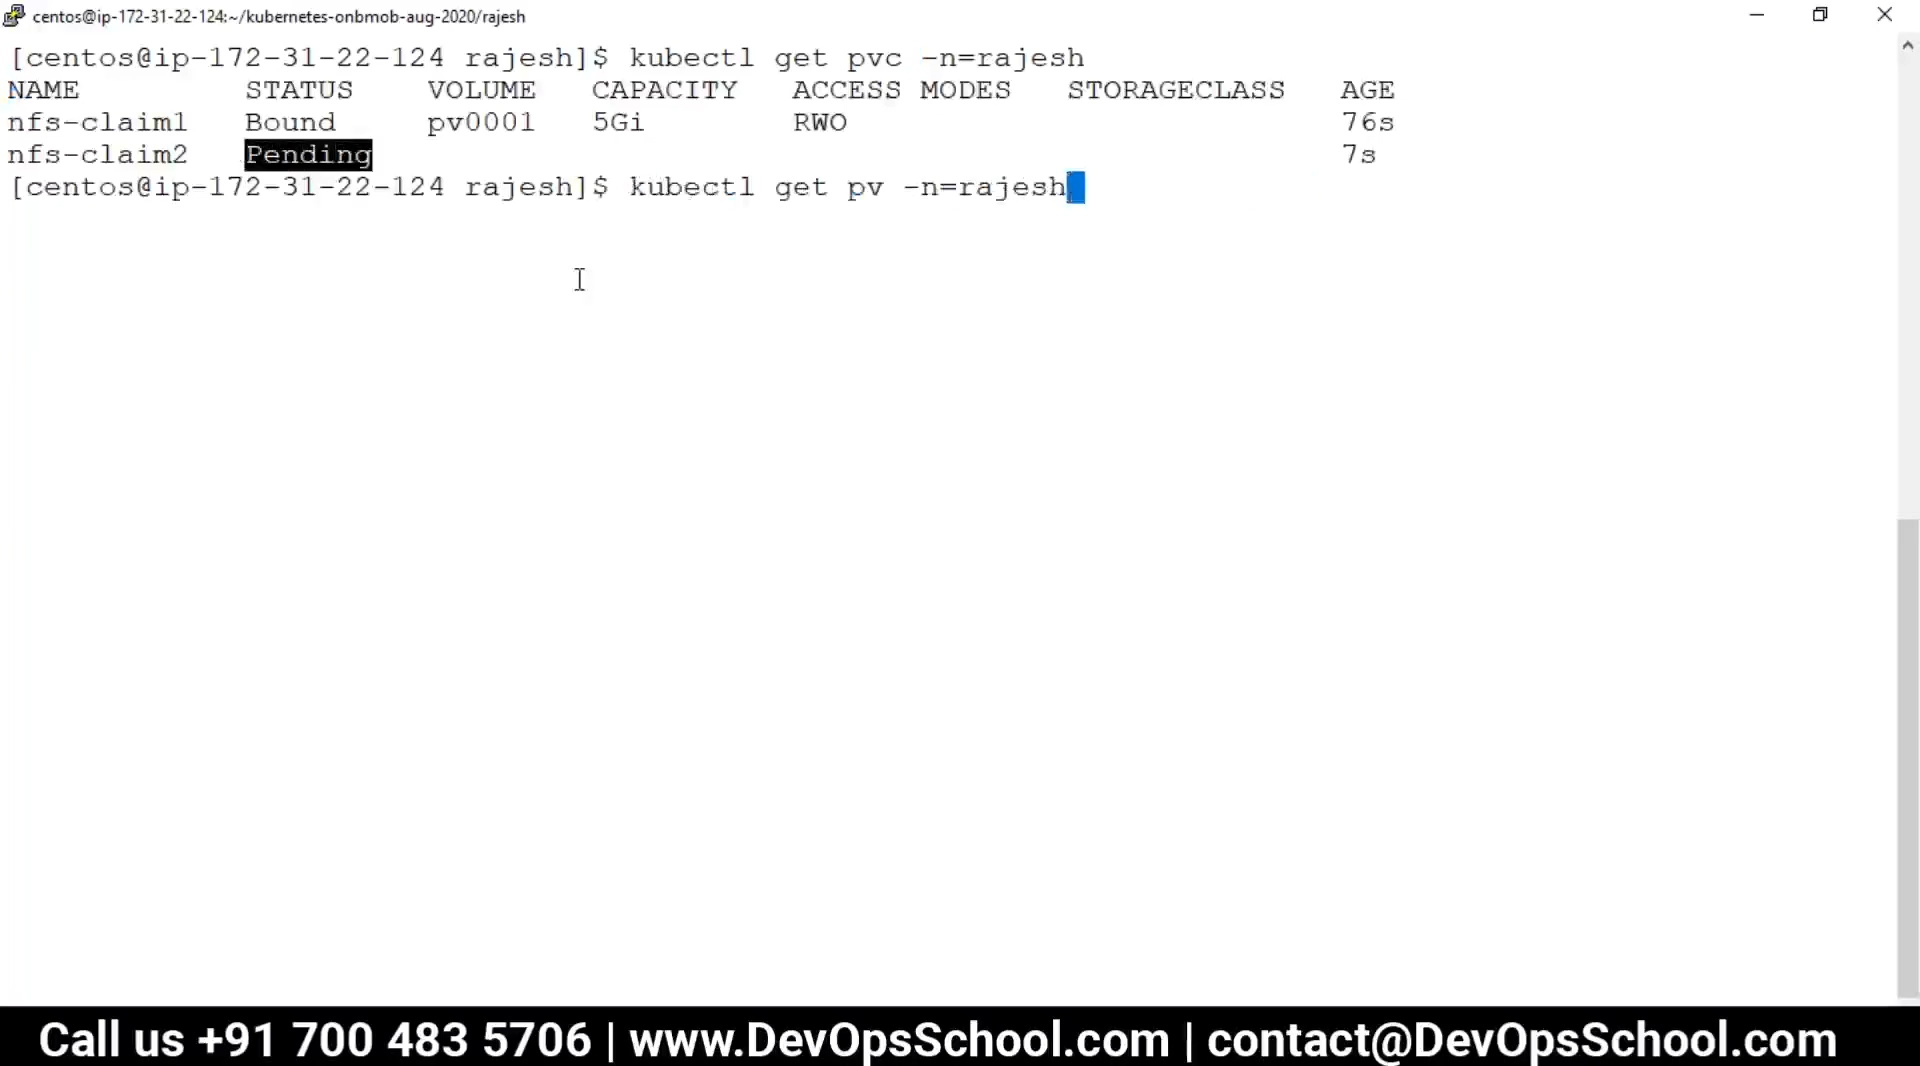 centos@ip-172-31-22-124:~/kubernetes-onbmob-aug-2020/rajesh
[centos@ip-172-31-22-124 rajesh]$ kubectl get pvc -n=rajesh
NAME STATUS VOLUME CAPACITY ACCESS MODES STORAGECLASS AGE
nfs-claim1 Bound pv0001 5Gi RWO 76s
nfs-claim2 Pending 7s
[centos@ip-172-31-22-124 rajesh]$ kubectl get pv -n=rajesh
Call us +91 700 483 5706 | www.DevOpsSchool.com | contact@DevOpsSchool.com